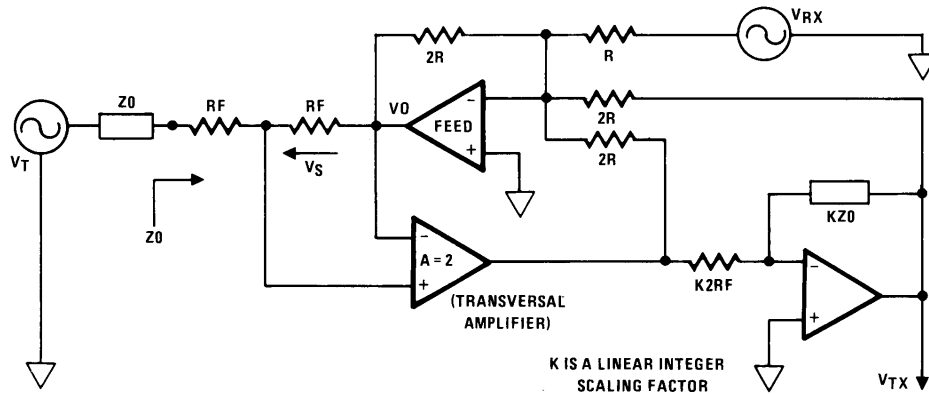 VRX
2R
R
Z0
RF
RF
V0
−
FEED
+
2R
2R
VT
VS
Z0
KZ0
−
A = 2
+
(TRANSVERSAL
AMPLIFIER)
K2RF
−
+
K IS A LINEAR INTEGER
SCALING FACTOR
VTX